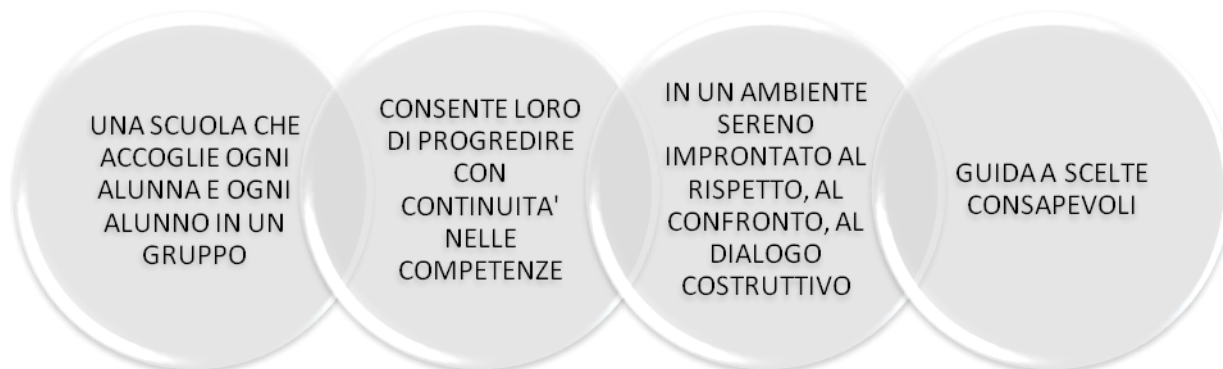 UNA SCUOLA CHE
ACCOGLIE OGNI
ALUNNA E OGNI
ALUNNO IN UN
GRUPPO
CONSENTE LORO
DI PROGREDIRE
CON
CONTINUITA'
NELLE
COMPETENZE
IN UN AMBIENTE
SERENO
IMPRONTATO AL
RISPETTO, AL
CONFRONTO, AL
DIALOGO
COSTRUTTIVO
GUIDA A SCELTE
CONSAPEVOLI